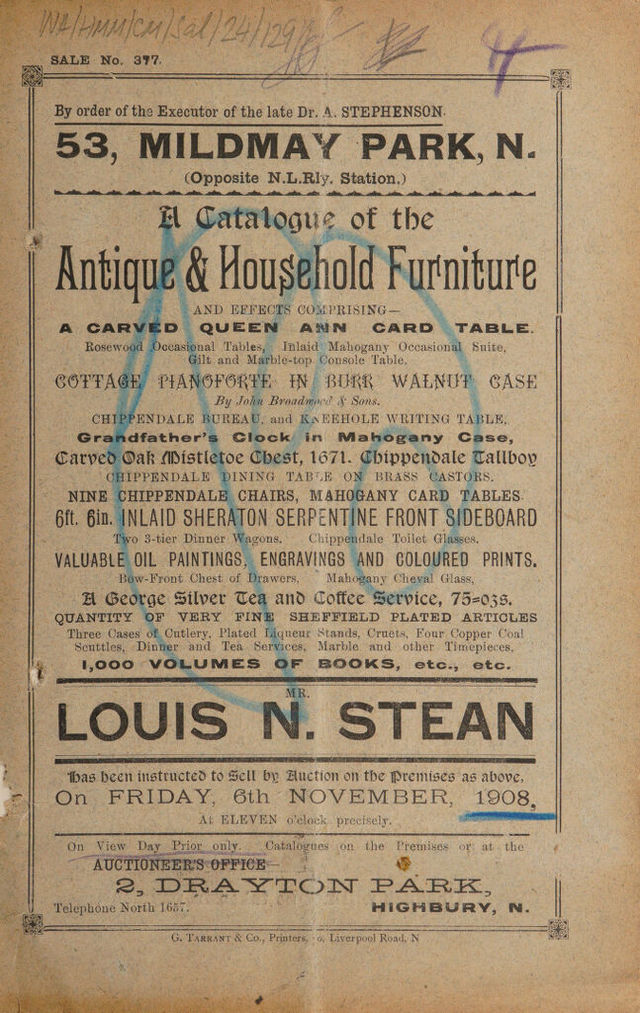 WA/HMM/CM/Sal/24/129/
SALE No. 377.
By order of the Executor of the late Dr. A. STEPHENSON.
53, MILDMAY PARK, N.
(Opposite N.L.Rly. Station.)
A Catalogue of the
Antique & Household Furniture
AND EFFECTS COMPRISING—
A CARVED QUEEN ANN CARD TABLE.
Rosewood Occasional Tables, Inlaid Mahogany Occasional Suite,
Gilt and Marble-top Console Table.
COTTAGE PIANOFORTE IN BURR WALNUT CASE
By John Broadwood & Sons.
CHIPPENDALE BUREAU, and KNEEHOLE WRITING TABLE,
Grandfather's Clock in Mahogany Case,
Carved Oak Mistletoe Chest, 1671. Chippendale Tallboy
CHIPPENDALE DINING TABLE ON BRASS CASTORS.
NINE CHIPPENDALE CHAIRS, MAHOGANY CARD TABLES.
6ft. 6in. INLAID SHERATON SERPENTINE FRONT SIDEBOARD
Two 3-tier Dinner Wagons. Chippendale Toilet Glasses.
VALUABLE OIL PAINTINGS, ENGRAVINGS AND COLOURED PRINTS.
Bow-Front Chest of Drawers, Mahogany Cheval Glass,
A George Silver Tea and Coffee Service, 75-ozs.
QUANTITY OF VERY FINE SHEFFIELD PLATED ARTICLES
Three Cases of Cutlery, Plated Liqueur Stands, Cruets, Four Copper Coal
Scuttles, Dinner and Tea Services, Marble and other Timepieces,
1,000 VOLUMES OF BOOKS, etc., etc.
MR.
LOUIS N. STEAN
Has been instructed to Sell by Auction on the Premises as above,
On FRIDAY, 6th NOVEMBER, 1908,
At ELEVEN o'clock precisely.
On View Day Prior only. Catalogues on the Premises or at the
AUCTIONEER'S OFFICE—
2, DRAYTON PARK,
Telephone North 1657. HIGHBURY, N.
G. TARRANT & Co., Printers, Liverpool Road, N